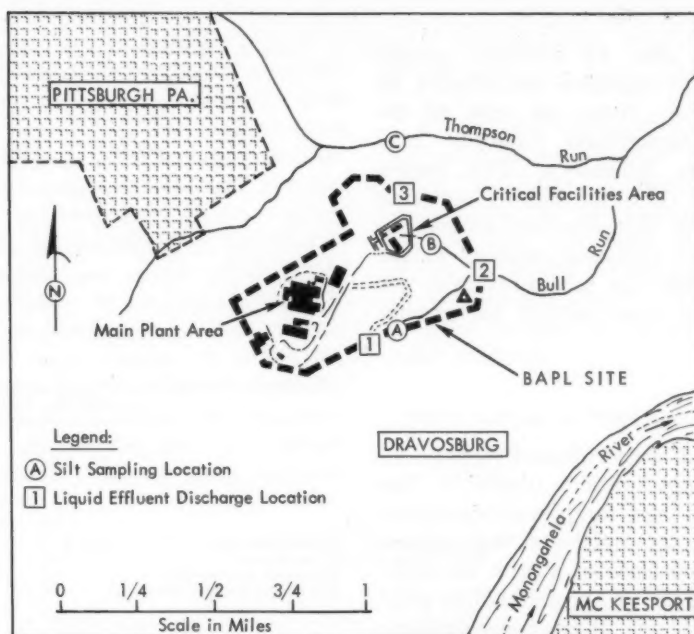 PITTSBURGH PA.
C
Thompson
Run
3
Critical Facilities Area
B
Run
N
2
Bull
Main Plant Area
1
A
BAPL SITE
Legend:
A Silt Sampling Location
1 Liquid Effluent Discharge Location
DRAVOSBURG
Monongahela River
MC KEESPORT
0 1/4 1/2 3/4 1
Scale in Miles